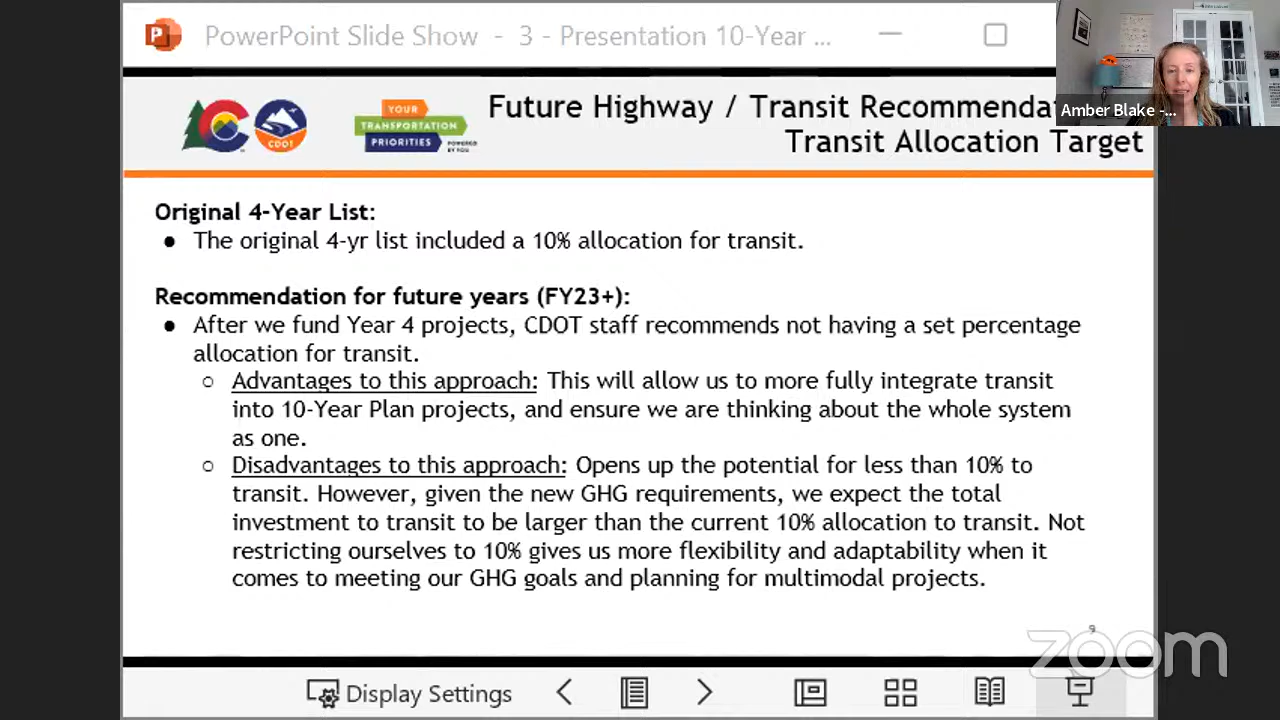 PowerPoint Slide Show - 3 - Presentation 10-Year ...
Amber Blake -...
CDOT
YOUR
TRANSPORTATION
PRIORITIES
POWERED
BY YOU
Future Highway / Transit Recommenda
Transit Allocation Target
Original 4-Year List:
● The original 4-yr list included a 10% allocation for transit.
Recommendation for future years (FY23+):
● After we fund Year 4 projects, CDOT staff recommends not having a set percentage
allocation for transit.
○ Advantages to this approach: This will allow us to more fully integrate transit
into 10-Year Plan projects, and ensure we are thinking about the whole system
as one.
○ Disadvantages to this approach: Opens up the potential for less than 10% to
transit. However, given the new GHG requirements, we expect the total
investment to transit to be larger than the current 10% allocation to transit. Not
restricting ourselves to 10% gives us more flexibility and adaptability when it
comes to meeting our GHG goals and planning for multimodal projects.
9
zoom
Display Settings